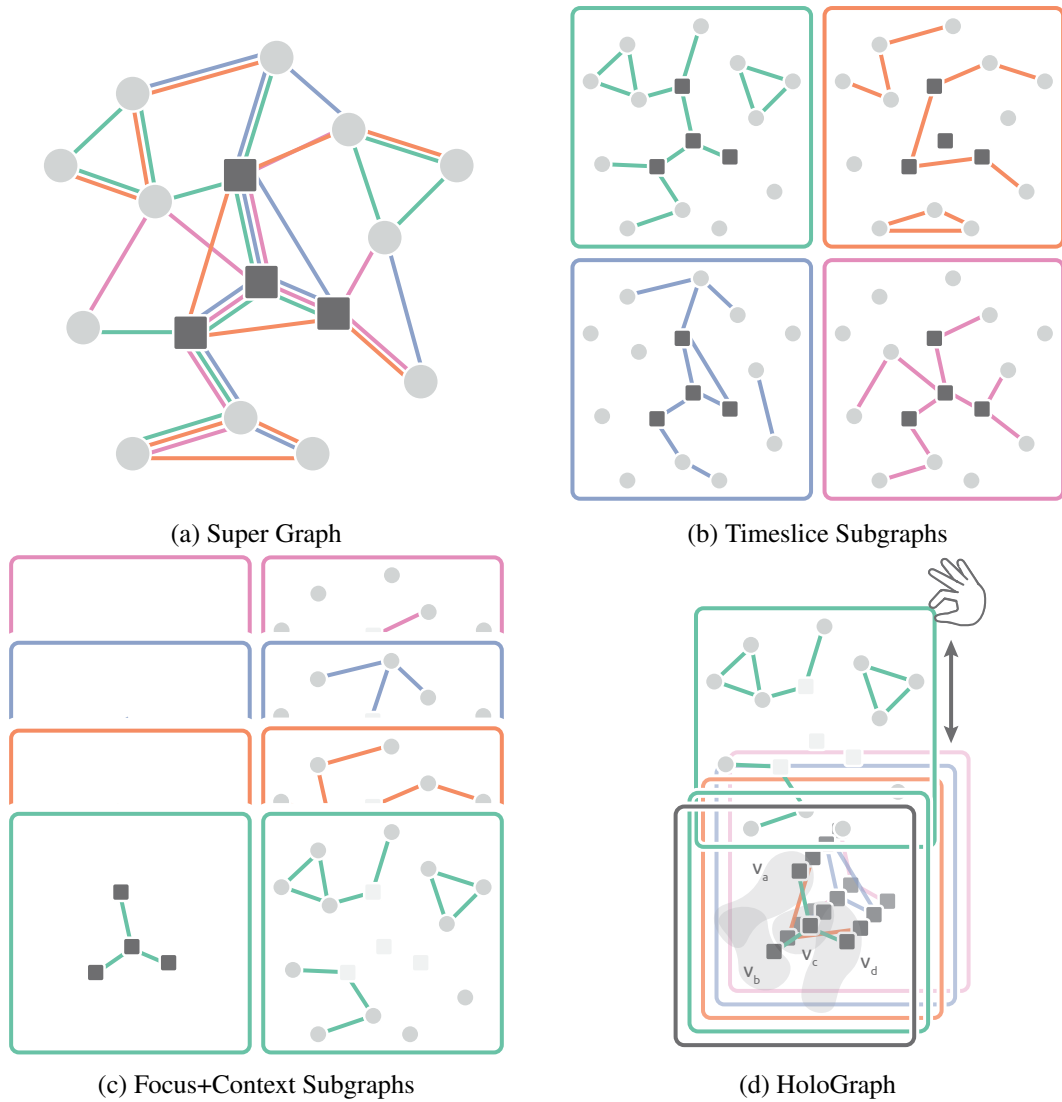 (a) Super Graph
(b) Timeslice Subgraphs
(c) Focus+Context Subgraphs
V_a
V_b
V_c
V_d
(d) HoloGraph